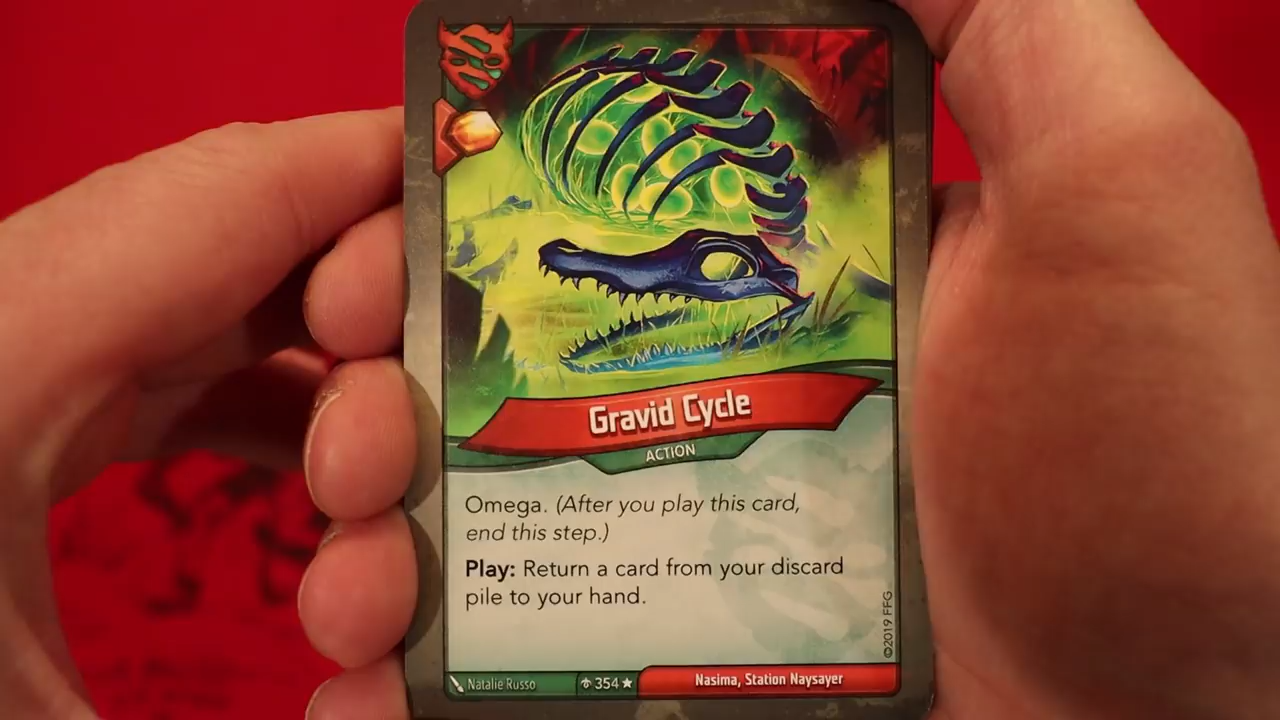 Gravid Cycle
ACTION
Omega. (After you play this card,
end this step.)
Play: Return a card from your discard
pile to your hand.
©2019 FFG
Natalie Russo
354
Nasima, Station Naysayer